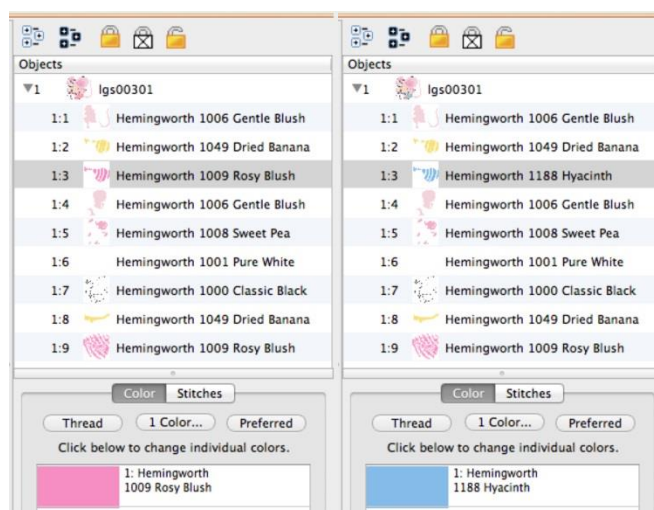 Objects
1 lgs00301
1:1 Hemingworth 1006 Gentle Blush
1:2 Hemingworth 1049 Dried Banana
1:3 Hemingworth 1009 Rosy Blush
1:4 Hemingworth 1006 Gentle Blush
1:5 Hemingworth 1008 Sweet Pea
1:6 Hemingworth 1001 Pure White
1:7 Hemingworth 1000 Classic Black
1:8 Hemingworth 1049 Dried Banana
1:9 Hemingworth 1009 Rosy Blush
Color Stitches
Thread 1 Color... Preferred
Click below to change individual colors.
1: Hemingworth
1009 Rosy Blush
Objects
1 lgs00301
1:1 Hemingworth 1006 Gentle Blush
1:2 Hemingworth 1049 Dried Banana
1:3 Hemingworth 1188 Hyacinth
1:4 Hemingworth 1006 Gentle Blush
1:5 Hemingworth 1008 Sweet Pea
1:6 Hemingworth 1001 Pure White
1:7 Hemingworth 1000 Classic Black
1:8 Hemingworth 1049 Dried Banana
1:9 Hemingworth 1009 Rosy Blush
Color Stitches
Thread 1 Color... Preferred
Click below to change individual colors.
1: Hemingworth
1188 Hyacinth